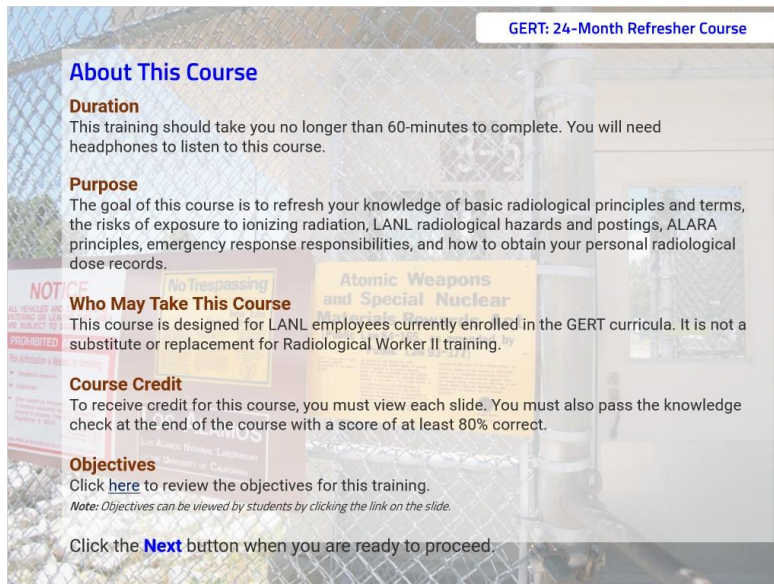 GERT: 24-Month Refresher Course
About This Course
Duration
This training should take you no longer than 60-minutes to complete. You will need
headphones to listen to this course.
Purpose
The goal of this course is to refresh your knowledge of basic radiological principles and terms,
the risks of exposure to ionizing radiation, LANL radiological hazards and postings, ALARA
principles, emergency response responsibilities, and how to obtain your personal radiological
dose records.
NOTICE
No Trespassing
Atomic Weapons
and Special Nuclear
Who May Take This Course
This course is designed for LANL employees currently enrolled in the GERT curricula. It is not a
substitute or replacement for Radiological Worker II training.
PROHIBITED
Course Credit
To receive credit for this course, you must view each slide. You must also pass the knowledge
check at the end of the course with a score of at least 80% correct.
LOS ALAMOS
LOS ALAMOS NATIONAL LABORATORY
UNIVERSITY OF CALIFORNIA
Objectives
Click here to review the objectives for this training.
Note: Objectives can be viewed by students by clicking the link on the slide.
Click the Next button when you are ready to proceed.